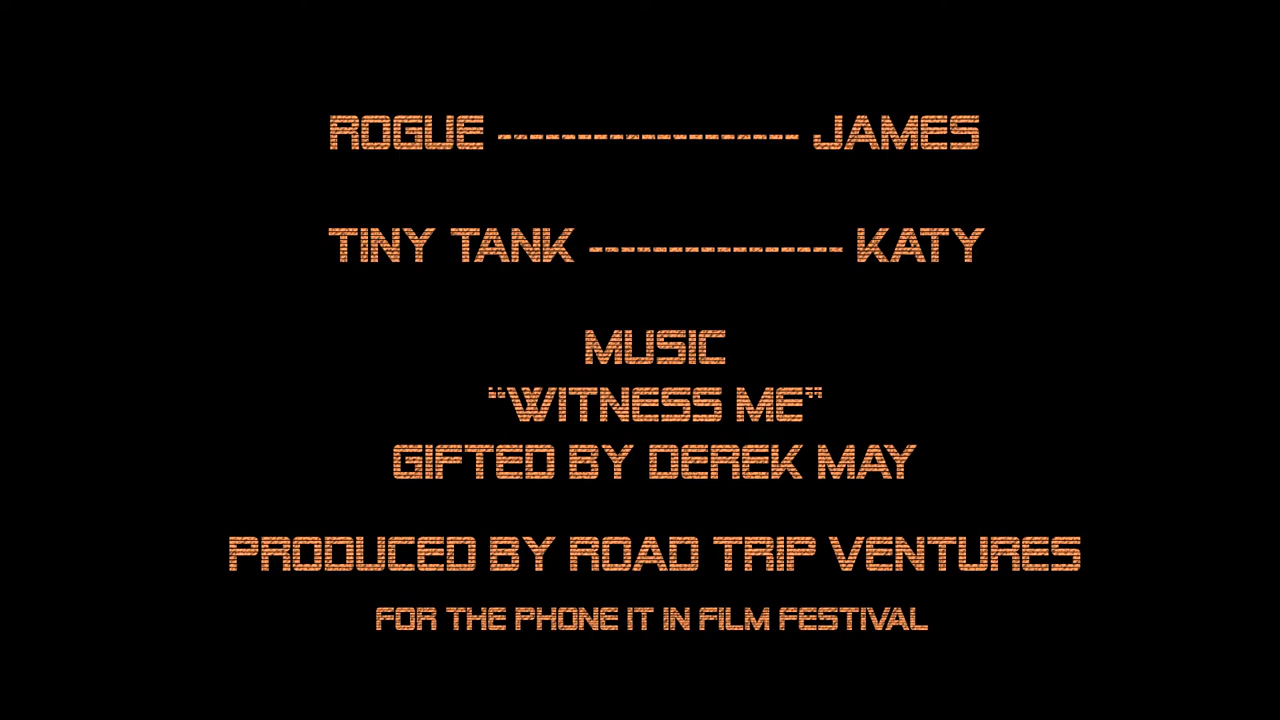 ROGUE ------------------- JAMES
TINY TANK ---------------- KATY
MUSIC
“WITNESS ME”
GIFTED BY DEREK MAY
PRODUCED BY ROAD TRIP VENTURES
FOR THE PHONE IT IN FILM FESTIVAL